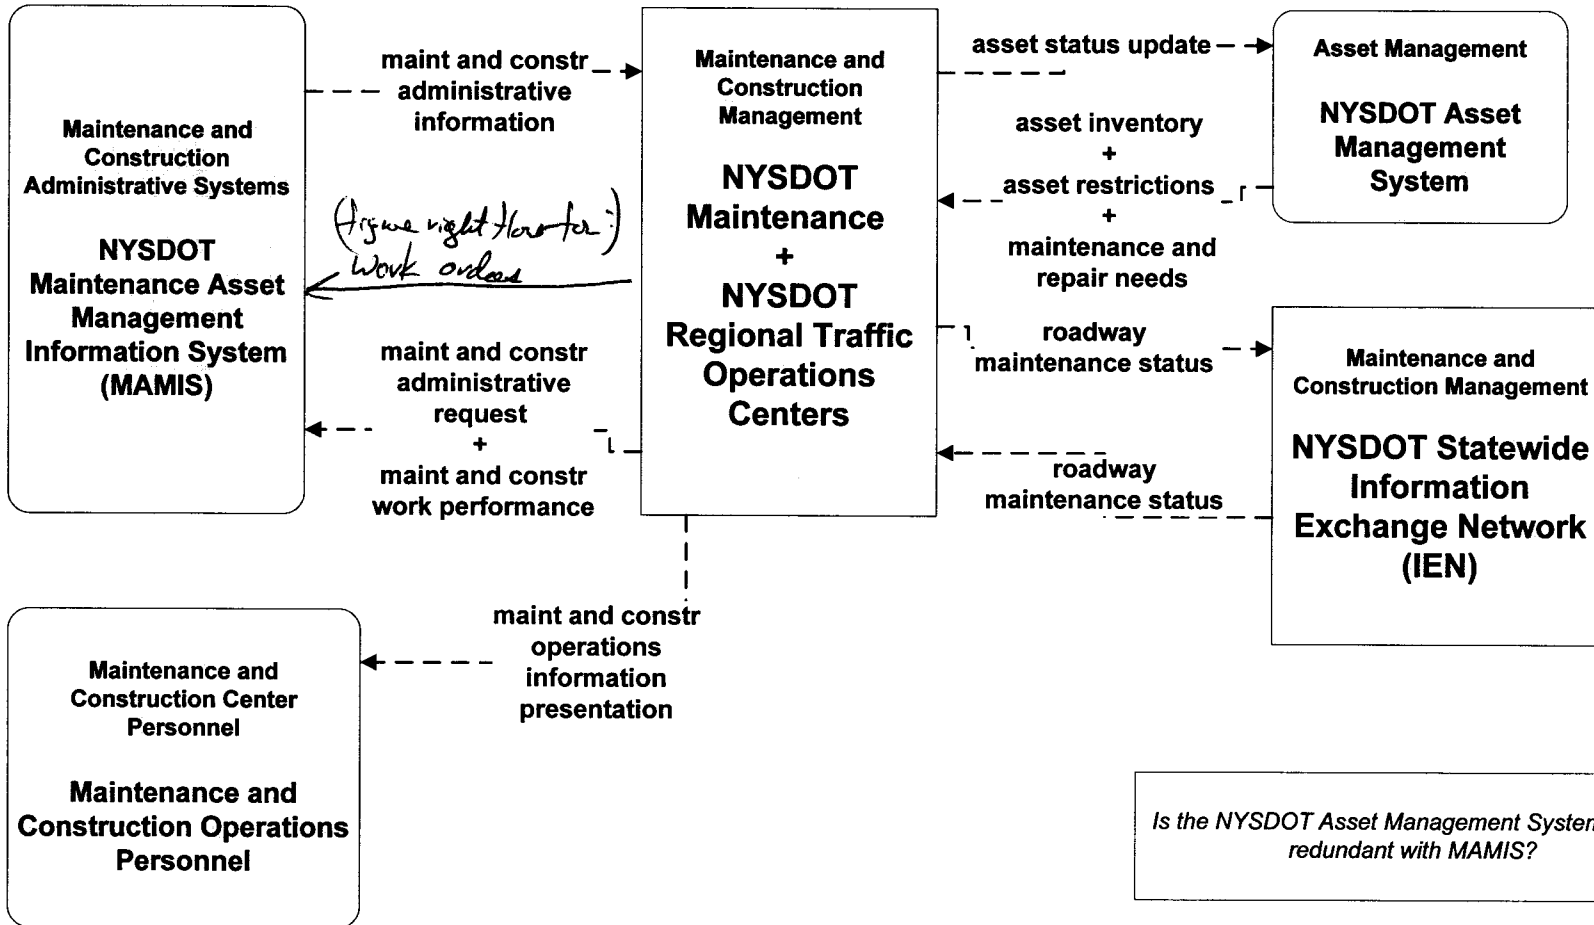 Maintenance and
Construction
Administrative Systems
NYSDOT
Maintenance Asset
Management
Information System
(MAMIS)
maint and constr
administrative
information
(figure right flow for:)
work orders
maint and constr
administrative
request
+
maint and constr
work performance
Maintenance and
Construction
Management
NYSDOT
Maintenance
+
NYSDOT
Regional Traffic
Operations
Centers
asset status update
asset inventory
+
asset restrictions
+
maintenance and
repair needs
roadway
maintenance status
roadway
maintenance status
Asset Management
NYSDOT Asset
Management
System
Maintenance and
Construction Management
NYSDOT Statewide
Information
Exchange Network
(IEN)
maint and constr
operations
information
presentation
Maintenance and
Construction Center
Personnel
Maintenance and
Construction Operations
Personnel
Is the NYSDOT Asset Management System
redundant with MAMIS?